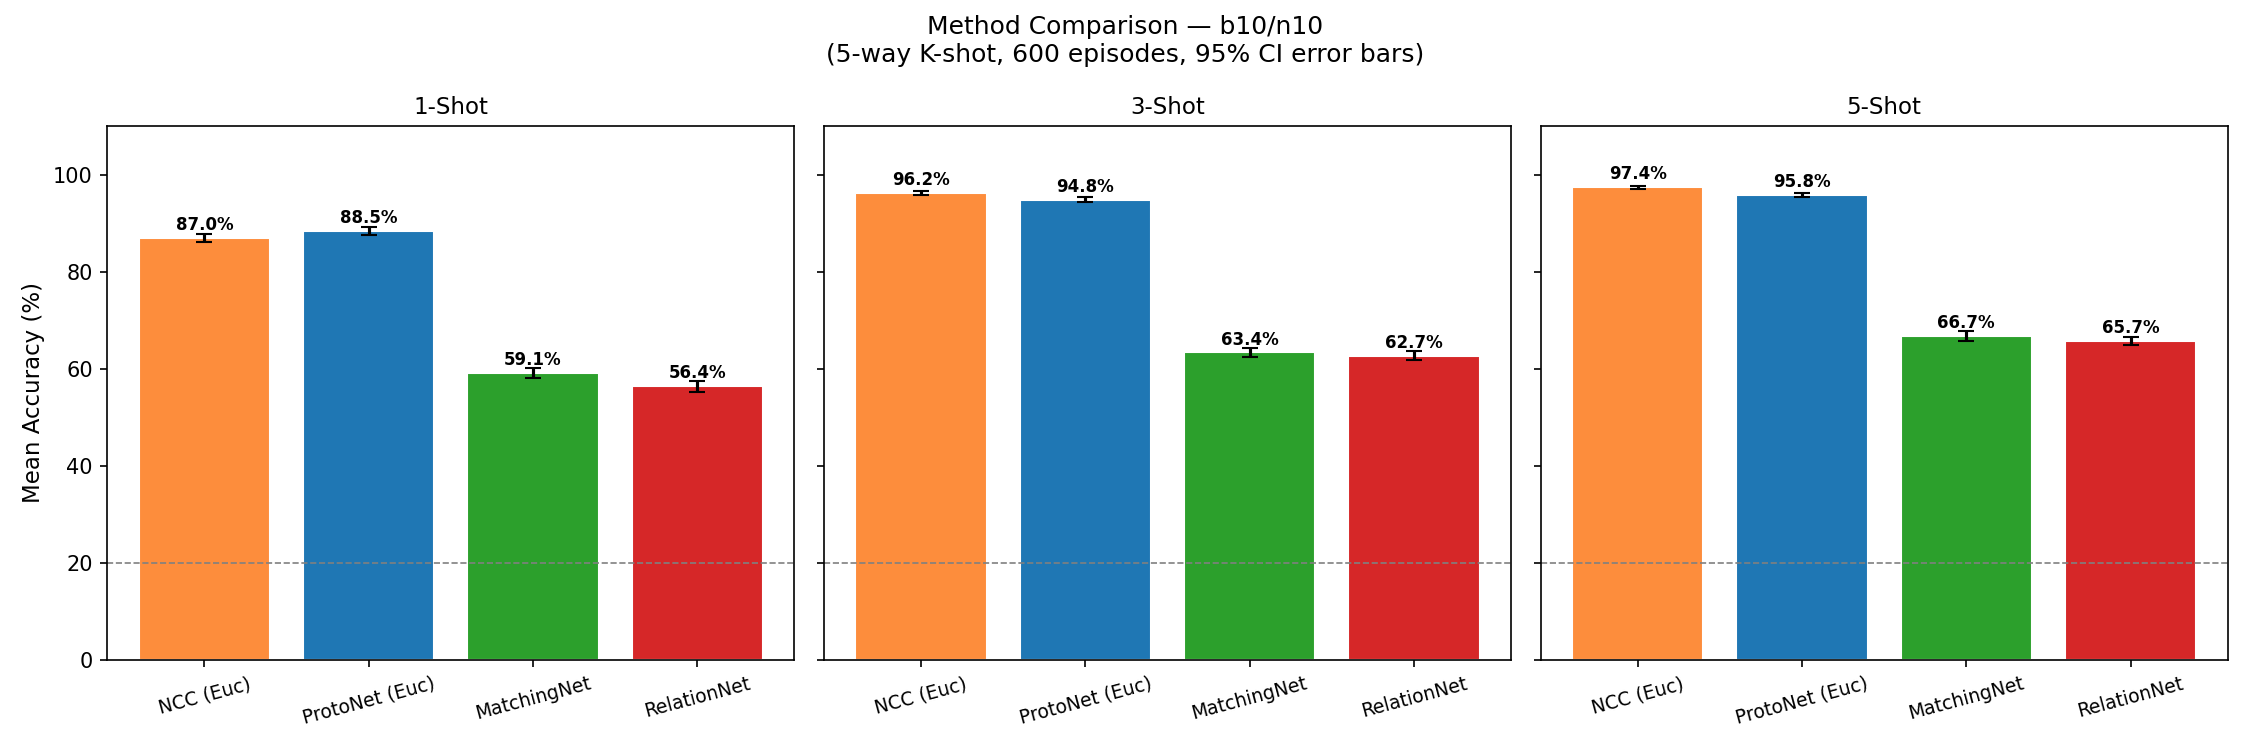 Method Comparison — b10/n10
(5-way K-shot, 600 episodes, 95% CI error bars)
1-Shot
3-Shot
5-Shot
Mean Accuracy (%)
100
80
60
40
20
0
87.0%
88.5%
59.1%
56.4%
96.2%
94.8%
63.4%
62.7%
97.4%
95.8%
66.7%
65.7%
NCC (Euc)
ProtoNet (Euc)
MatchingNet
RelationNet
NCC (Euc)
ProtoNet (Euc)
MatchingNet
RelationNet
NCC (Euc)
ProtoNet (Euc)
MatchingNet
RelationNet